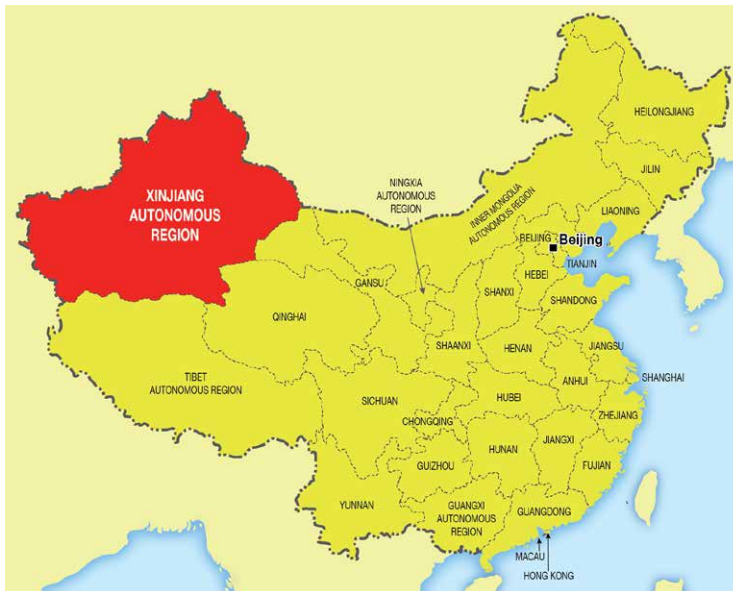 HEILONGJIANG
JILIN
LIAONING
NINGKIA
AUTONOMOUS
REGION
INNER MONGOLIA
AUTONOMOUS REGION
XINJIANG
AUTONOMOUS
REGION
BEIJING
Beijing
TIANJIN
HEBEI
GANSU
SHANXI
SHANDONG
QINGHAI
SHAANXI
HENAN
JIANGSU
TIBET
AUTONOMOUS REGION
ANHUI
SHANGHAI
SICHUAN
HUBEI
CHONGQING
ZHEJIANG
HUNAN
JIANGXI
GUIZHOU
FUJIAN
YUNNAN
GUANGXI
AUTONOMOUS
REGION
GUANGDONG
MACAU
HONG KONG